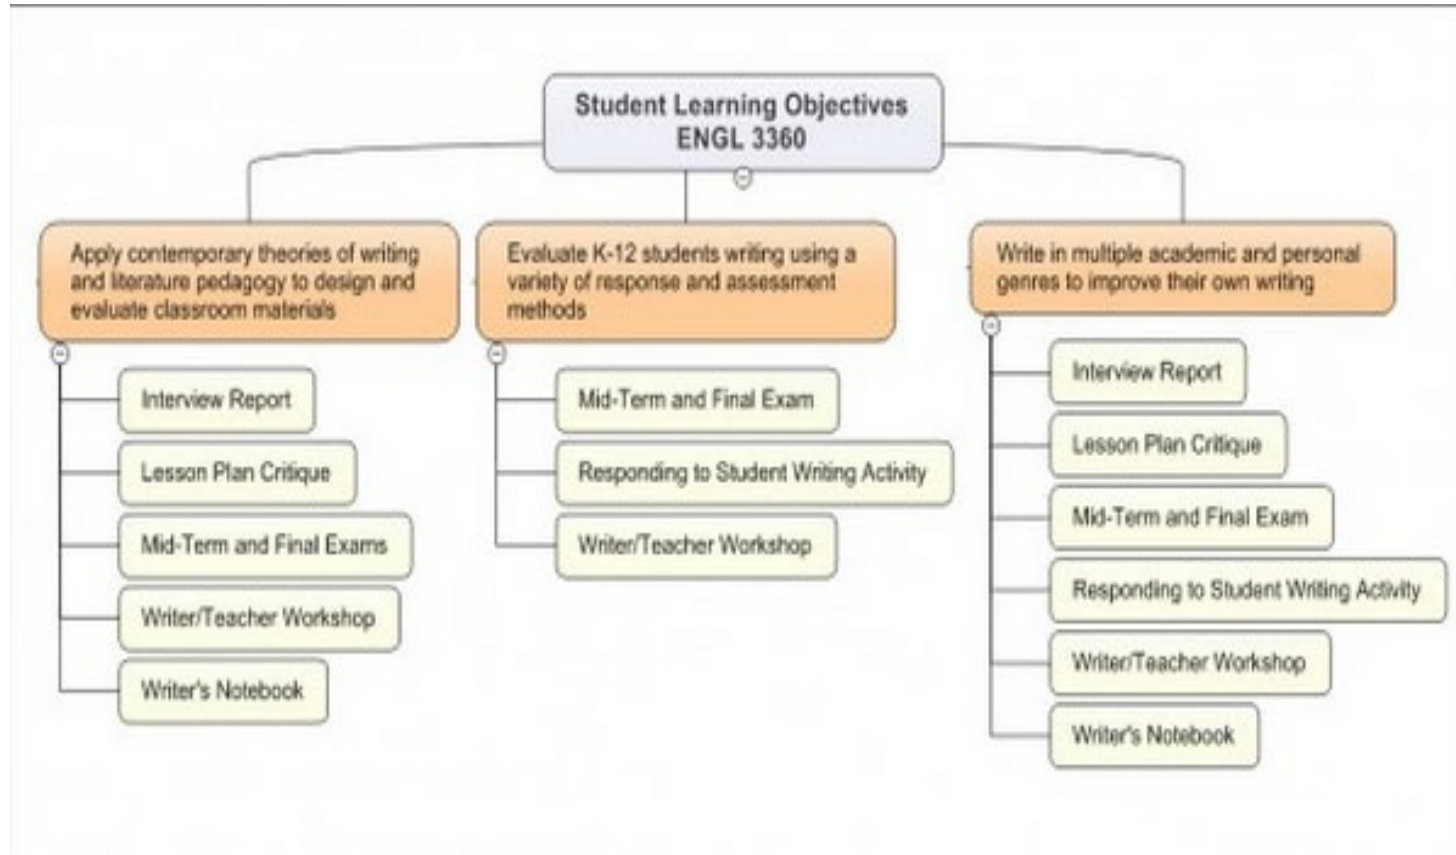 Student Learning Objectives
ENGL 3360
Apply contemporary theories of writing
and literature pedagogy to design and
evaluate classroom materials
Interview Report
Lesson Plan Critique
Mid-Term and Final Exams
Writer/Teacher Workshop
Writer's Notebook
Evaluate K-12 students writing using a
variety of response and assessment
methods
Mid-Term and Final Exam
Responding to Student Writing Activity
Writer/Teacher Workshop
Write in multiple academic and personal
genres to improve their own writing
Interview Report
Lesson Plan Critique
Mid-Term and Final Exam
Responding to Student Writing Activity
Writer/Teacher Workshop
Writer's Notebook